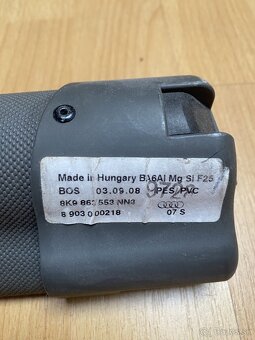 Made in Hungary B/6Al Mg Si F25
BOS 03.09.08 PES/PVC
8K9 863 553 NN3
8 903 000218 07 S